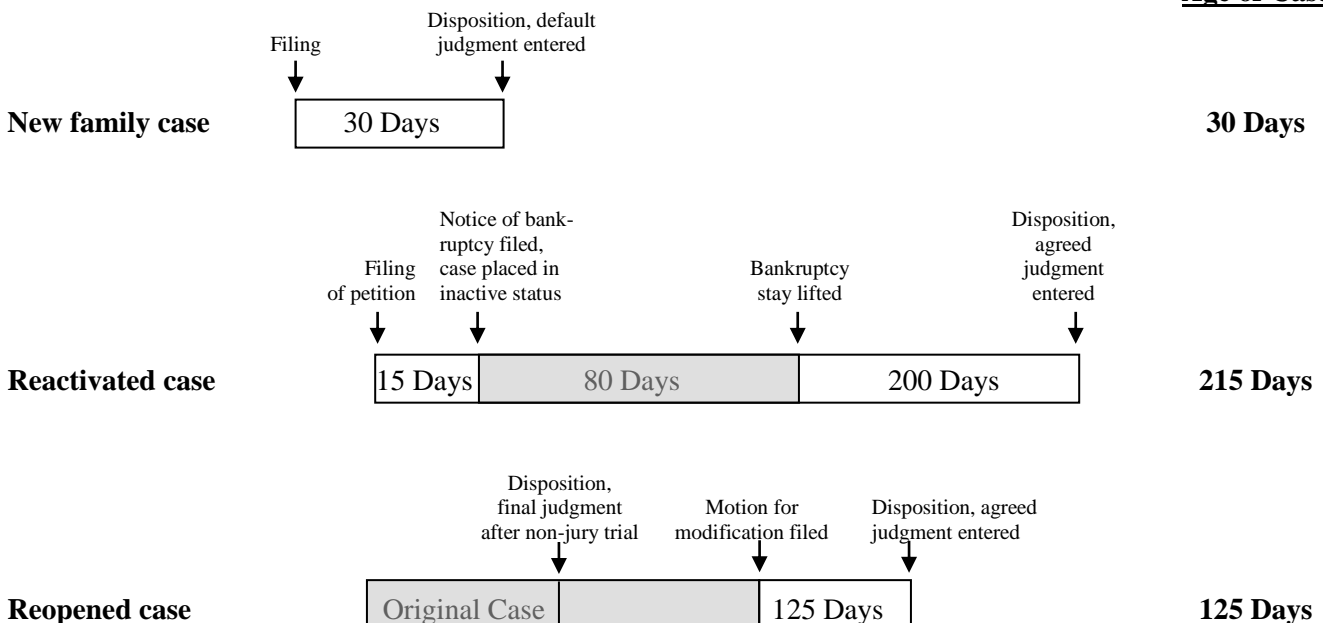 Age of Case
Disposition, default
judgment entered
Filing
New family case
30 Days
30 Days
Notice of bank-
ruptcy filed,
case placed in
inactive status
Filing
of petition
Bankruptcy
stay lifted
Disposition,
agreed
judgment
entered
Reactivated case
15 Days
80 Days
200 Days
215 Days
Disposition,
final judgment
after non-jury trial
Motion for
modification filed
Disposition, agreed
judgment entered
Reopened case
Original Case
125 Days
125 Days